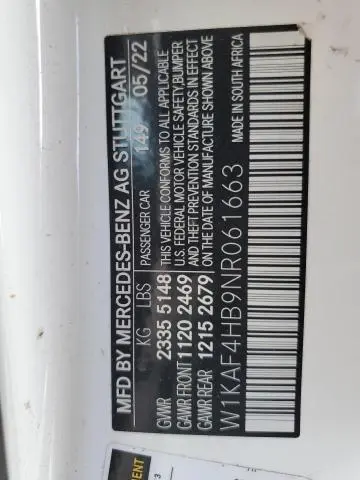 MFD BY MERCEDES-BENZ AG STUTTGART
149 05/22
KG LBS PASSENGER CAR
GVWR 2335 5148 THIS VEHICLE CONFORMS TO ALL APPLICABLE
GAWR FRONT 1120 2469 U.S. FEDERAL MOTOR VEHICLE SAFETY, BUMPER
GAWR REAR 1215 2679 AND THEFT PREVENTION STANDARDS IN EFFECT
ON THE DATE OF MANUFACTURE SHOWN ABOVE
W1KAF4HB9NR061663 MADE IN SOUTH AFRICA